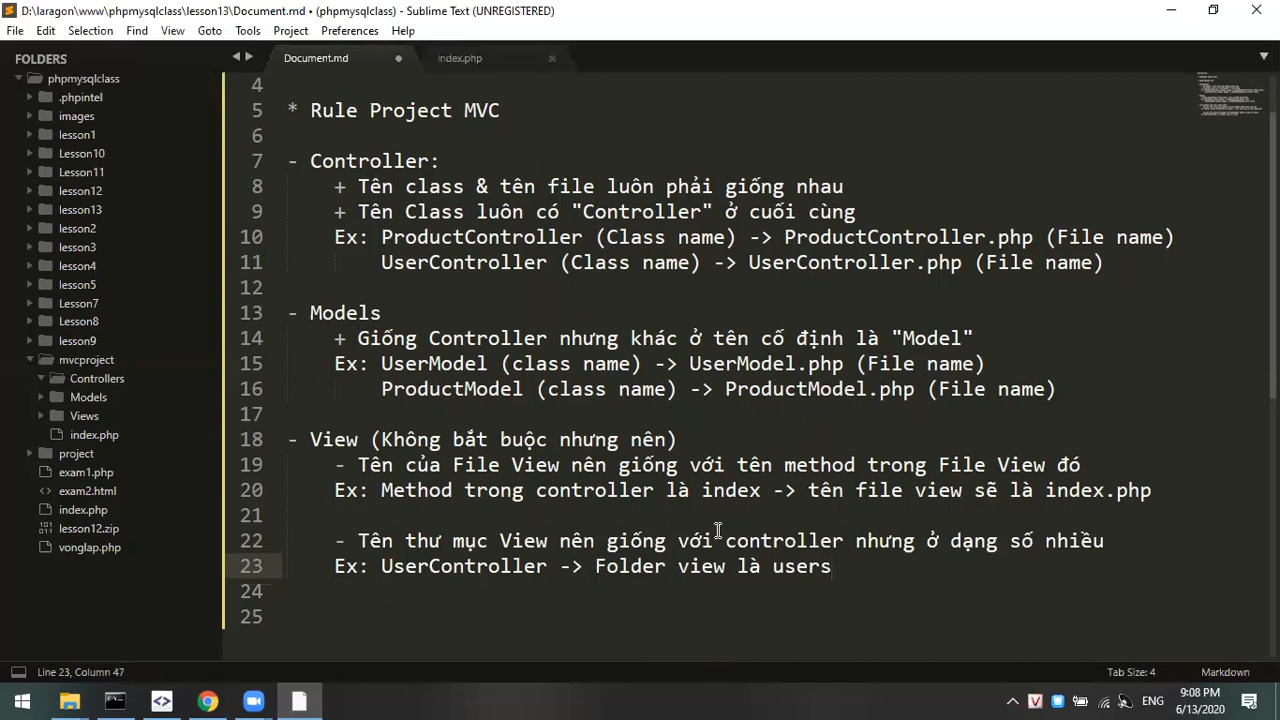 D:\laragon\www\phpmysqlclass\lesson13\Document.md • (phpmysqlclass) - Sublime Text (UNREGISTERED)
File Edit Selection Find View Goto Tools Project Preferences Help
FOLDERS
phpmysqlclass
.phpintel
images
lesson1
Lesson10
Lesson11
lesson12
lesson13
lesson2
lesson3
lesson4
lesson5
Lesson7
Lesson8
lesson9
mvcproject
Controllers
Models
Views
index.php
project
exam1.php
exam2.html
index.php
lesson12.zip
vonglap.php
Document.md index.php
4
5 * Rule Project MVC
6
7 - Controller:
8 + Tên class & tên file luôn phải giống nhau
9 + Tên Class luôn có "Controller" ở cuối cùng
10 Ex: ProductController (Class name) -> ProductController.php (File name)
11 UserController (Class name) -> UserController.php (File name)
12
13 - Models
14 + Giống Controller nhưng khác ở tên cố định là "Model"
15 Ex: UserModel (class name) -> UserModel.php (File name)
16 ProductModel (class name) -> ProductModel.php (File name)
17
18 - View (Không bắt buộc nhưng nên)
19 - Tên của File View nên giống với tên method trong File View đó
20 Ex: Method trong controller là index -> tên file view sẽ là index.php
21
22 - Tên thư mục View nên giống với controller nhưng ở dạng số nhiều
23 Ex: UserController -> Folder view là users
24
25
Line 23, Column 47 Tab Size: 4 Markdown
ENG 9:08 PM
6/13/2020